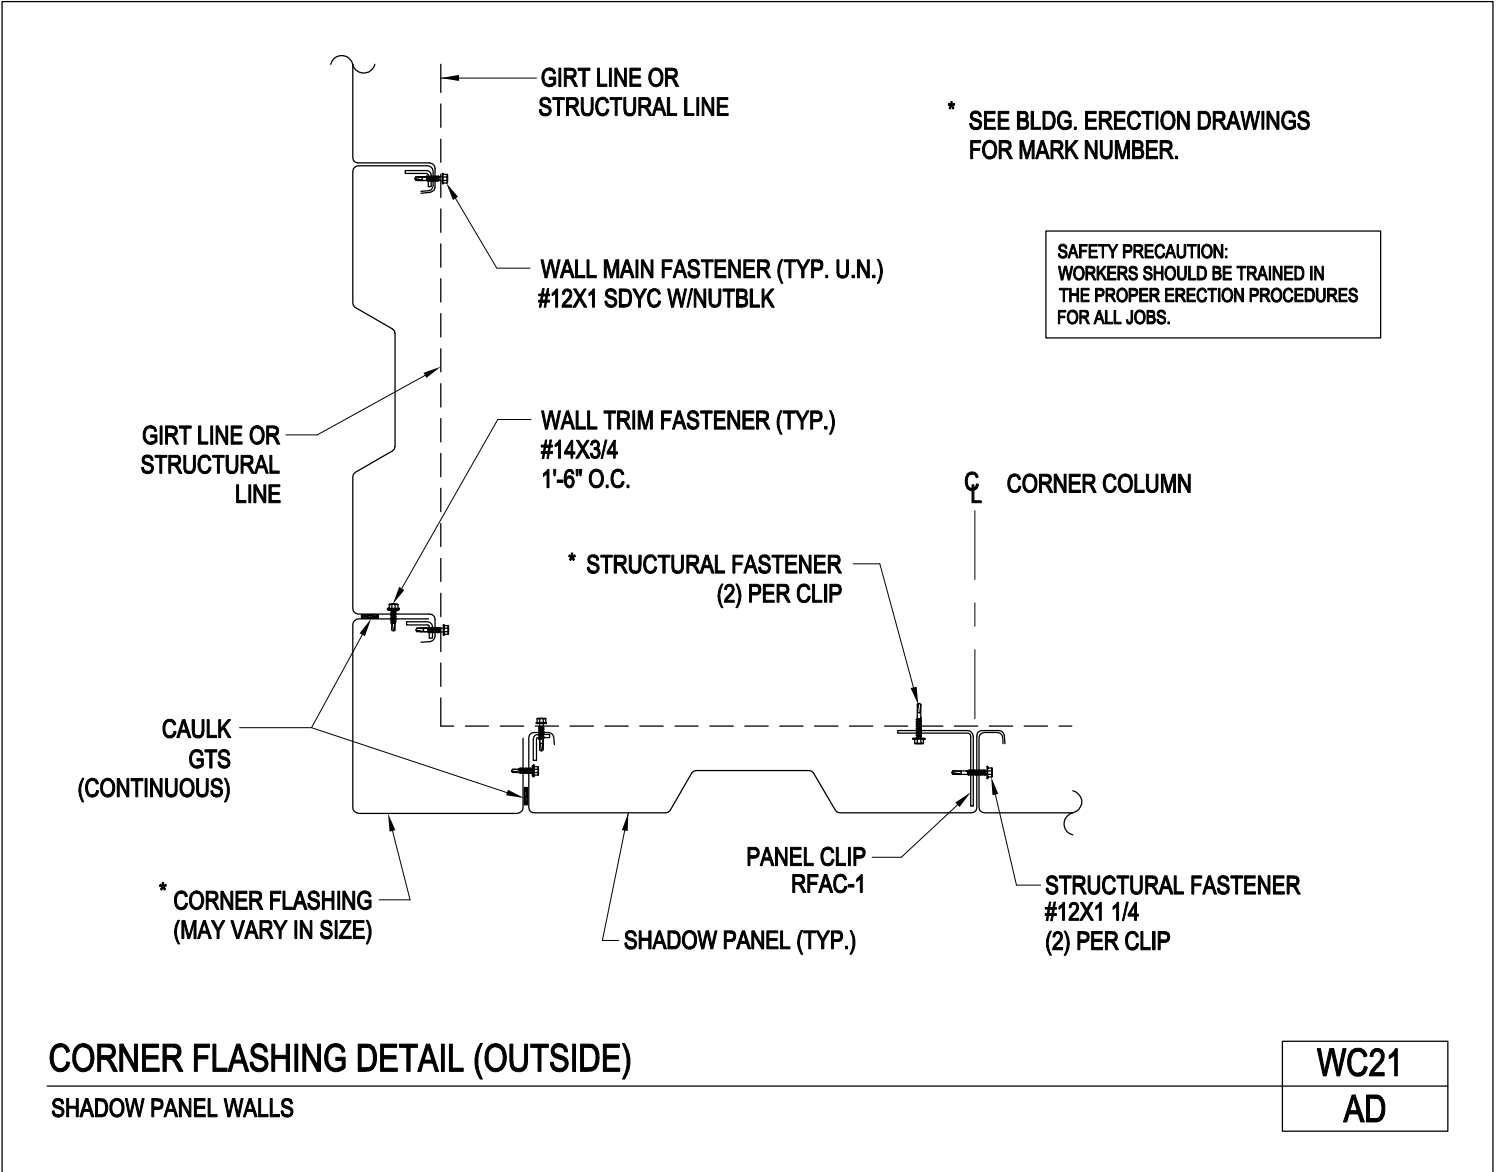 GIRT LINE OR
STRUCTURAL LINE
* SEE BLDG. ERECTION DRAWINGS
FOR MARK NUMBER.
SAFETY PRECAUTION:
WORKERS SHOULD BE TRAINED IN
THE PROPER ERECTION PROCEDURES
FOR ALL JOBS.
WALL MAIN FASTENER (TYP. U.N.)
#12X1 SDYC W/NUTBLK
GIRT LINE OR
STRUCTURAL
LINE
WALL TRIM FASTENER (TYP.)
#14X3/4
1'-6" O.C.
CL CORNER COLUMN
* STRUCTURAL FASTENER
(2) PER CLIP
CAULK
GTS
(CONTINUOUS)
PANEL CLIP
RFAC-1
* CORNER FLASHING
(MAY VARY IN SIZE)
SHADOW PANEL (TYP.)
STRUCTURAL FASTENER
#12X1 1/4
(2) PER CLIP
CORNER FLASHING DETAIL (OUTSIDE)
SHADOW PANEL WALLS
WC21
AD